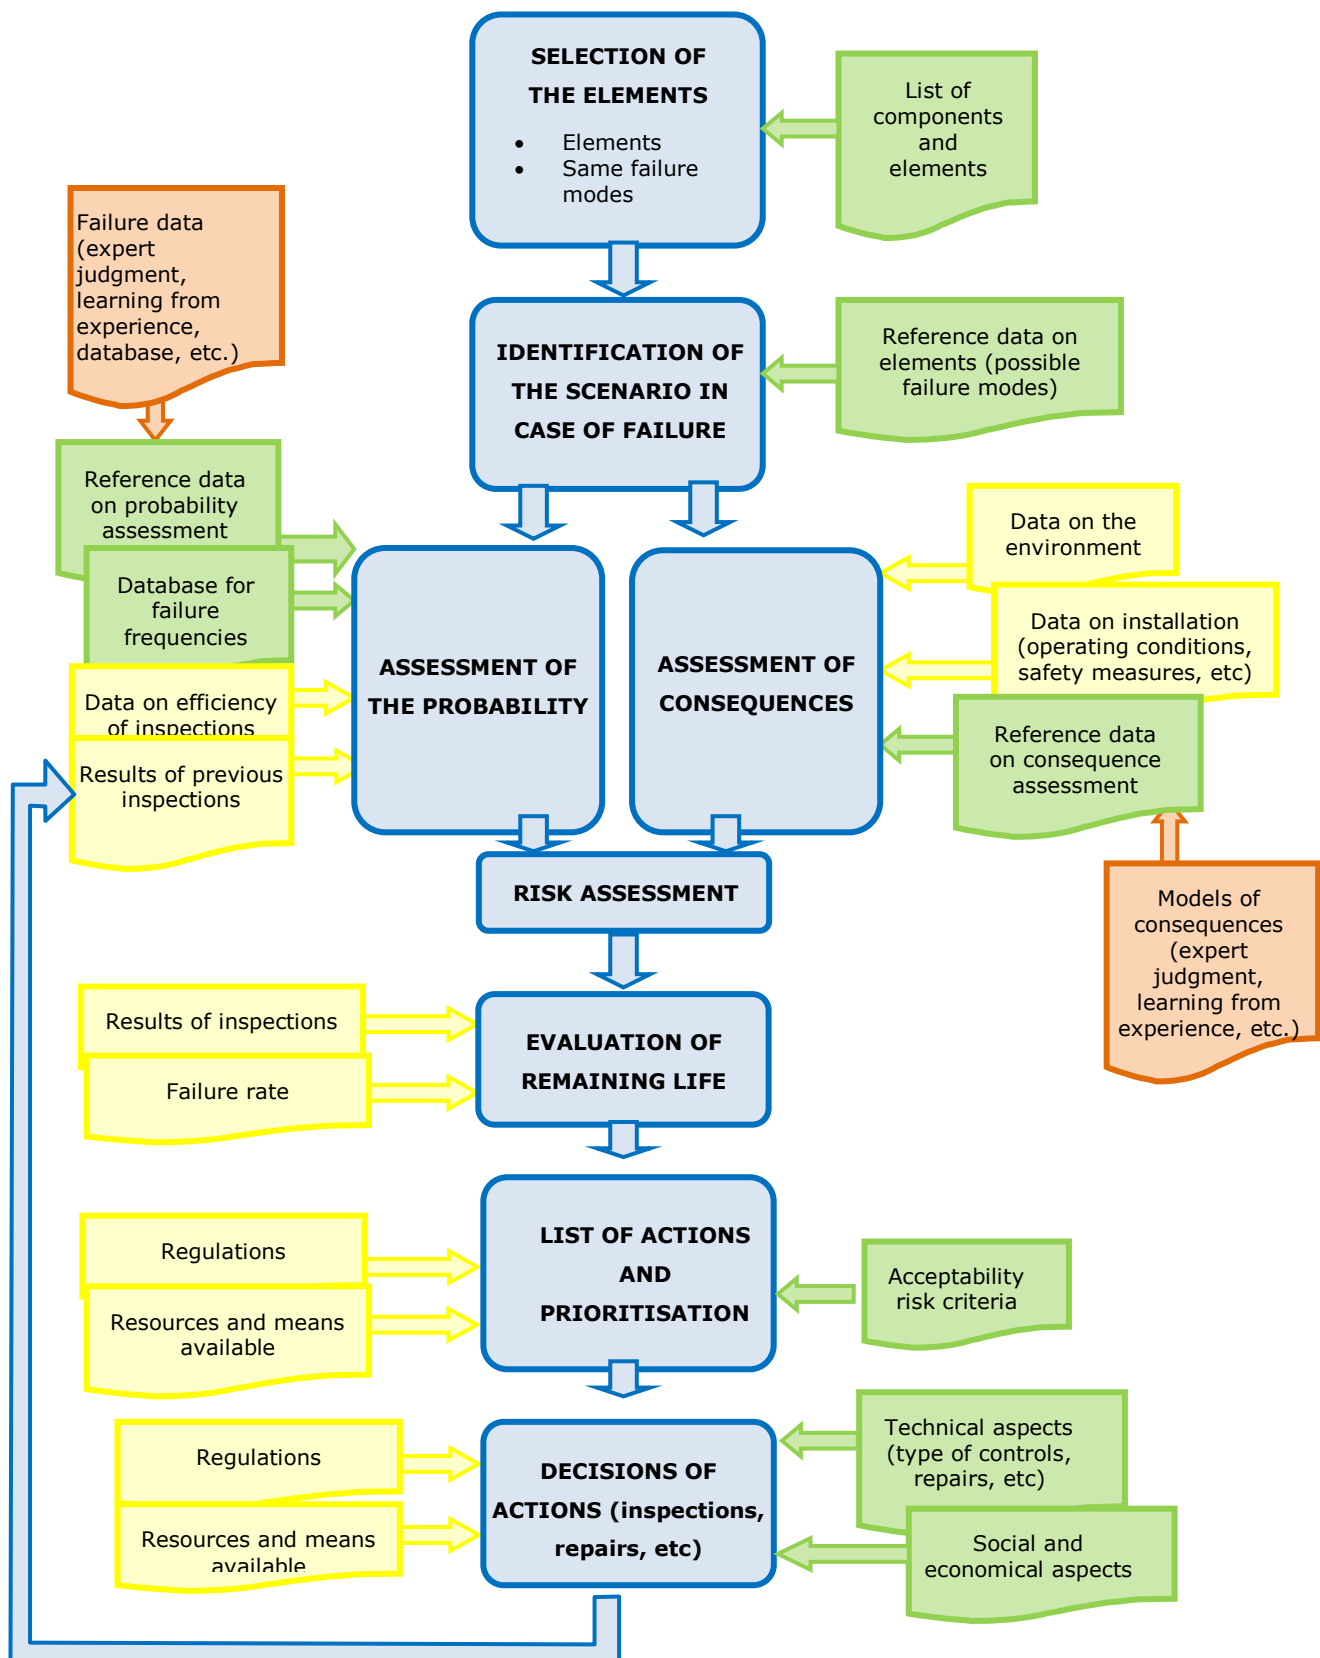 SELECTION OF
THE ELEMENTS
• Elements
• Same failure
modes
List of
components
and
elements
Failure data
(expert
judgment,
learning from
experience,
database, etc.)
IDENTIFICATION OF
THE SCENARIO IN
CASE OF FAILURE
Reference data on
elements (possible
failure modes)
Reference data
on probability
assessment
Database for
failure
frequencies
Data on efficiency
of inspections
Results of previous
inspections
ASSESSMENT OF
THE PROBABILITY
ASSESSMENT OF
CONSEQUENCES
Data on the
environment
Data on installation
(operating conditions,
safety measures, etc)
Reference data
on consequence
assessment
Models of
consequences
(expert
judgment,
learning from
experience, etc.)
RISK ASSESSMENT
Results of inspections
Failure rate
EVALUATION OF
REMAINING LIFE
Regulations
Resources and means
available
LIST OF ACTIONS
AND
PRIORITISATION
Acceptability
risk criteria
Regulations
Resources and means
available
DECISIONS OF
ACTIONS (inspections,
repairs, etc)
Technical aspects
(type of controls,
repairs, etc)
Social and
economical aspects